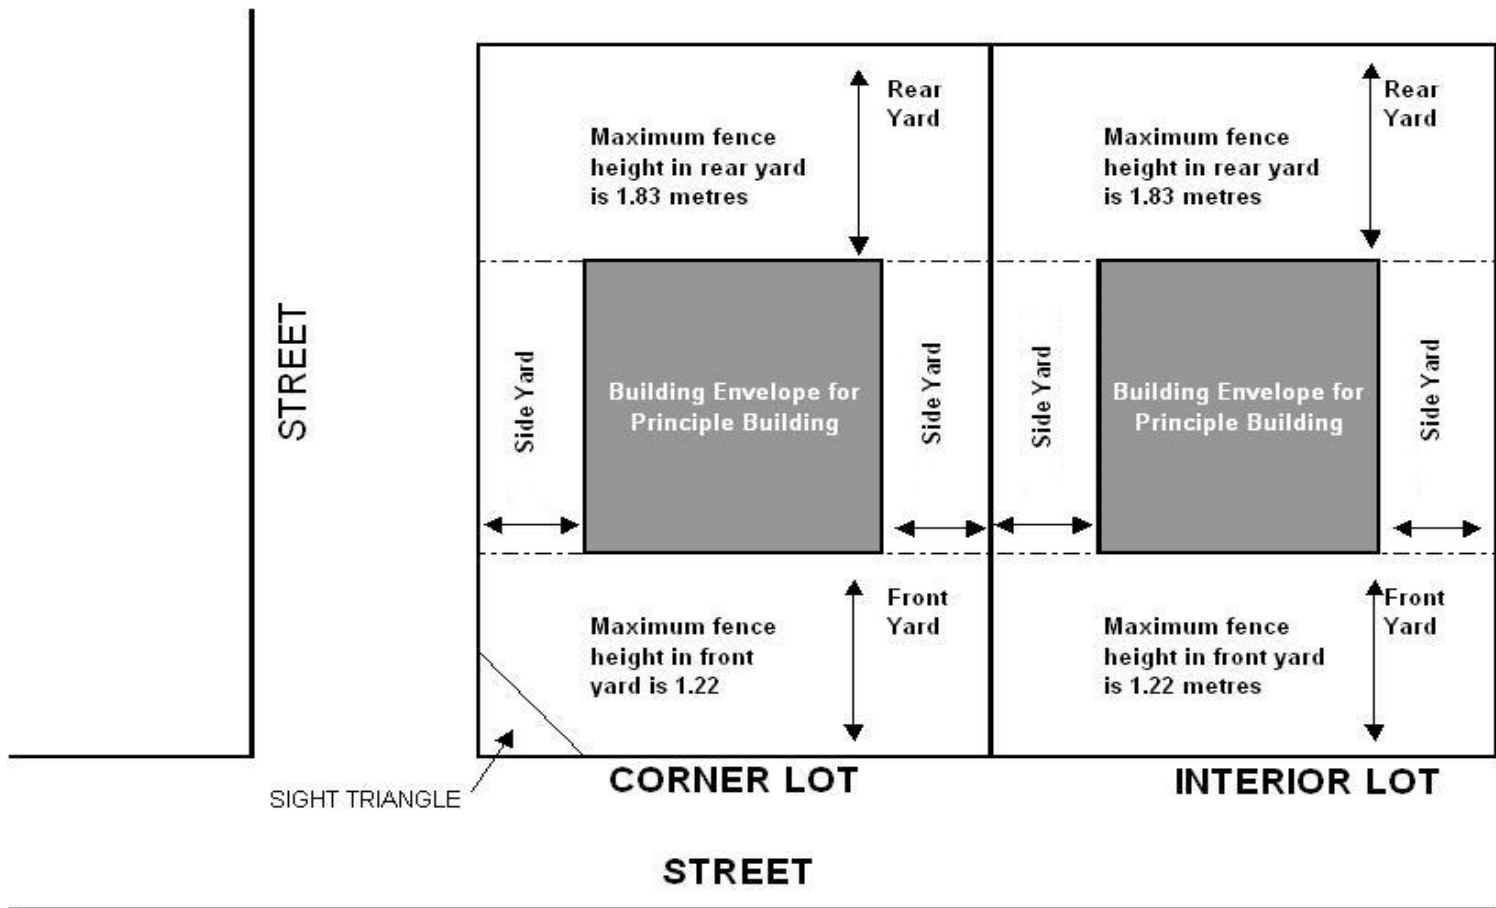 Rear
Yard
Maximum fence
height in rear yard
is 1.83 metres
Rear
Yard
Maximum fence
height in rear yard
is 1.83 metres
STREET
Side Yard
Building Envelope for
Principle Building
Side Yard
Side Yard
Building Envelope for
Principle Building
Side Yard
Front
Yard
Maximum fence
height in front
yard is 1.22
Front
Yard
Maximum fence
height in front yard
is 1.22 metres
SIGHT TRIANGLE
CORNER LOT
INTERIOR LOT
STREET